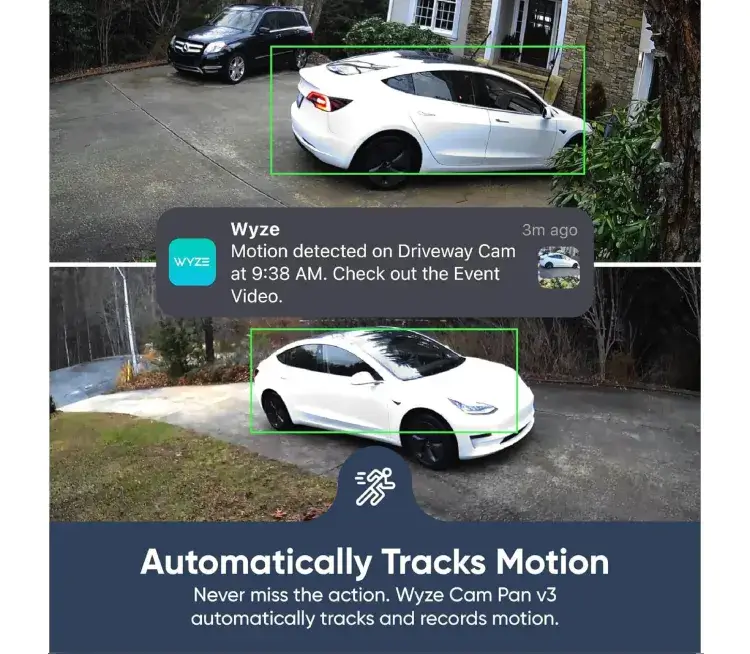 Wyze
3m ago
WYZE
Motion detected on Driveway Cam
at 9:38 AM. Check out the Event
Video.
Automatically Tracks Motion
Never miss the action. Wyze Cam Pan v3
automatically tracks and records motion.